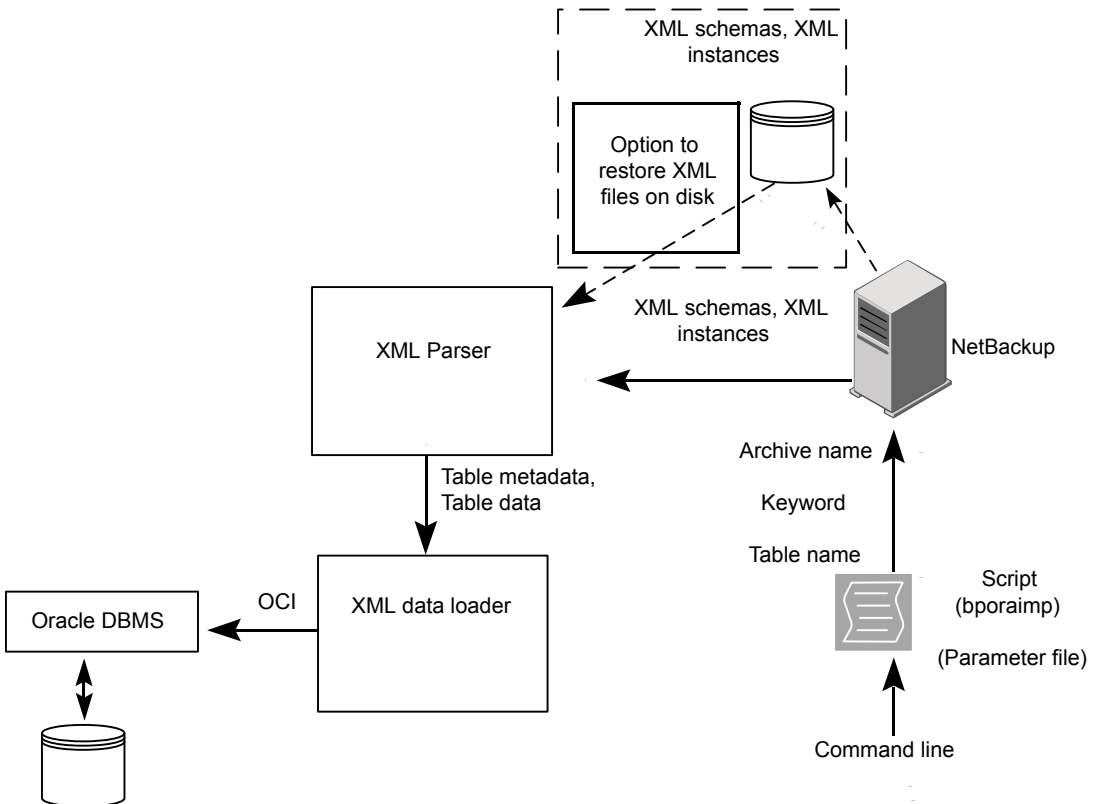 XML schemas, XML
instances
Option to
restore XML
files on disk
XML schemas, XML
instances
XML Parser
NetBackup
Archive name
Table metadata,
Table data
Keyword
Table name
Script
(bporaimp)
(Parameter file)
OCI
XML data loader
Oracle DBMS
Command line